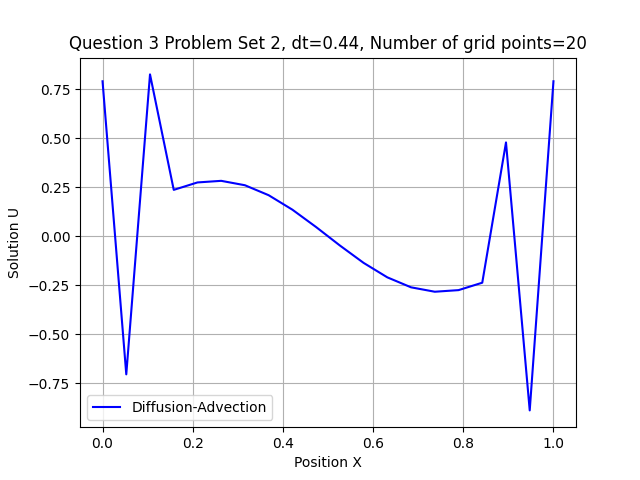 Question 3 Problem Set 2, dt=0.44, Number of grid points=20
Solution U
0.75
0.50
0.25
0.00
−0.25
−0.50
−0.75
Diffusion-Advection
0.0 0.2 0.4 0.6 0.8 1.0
Position X